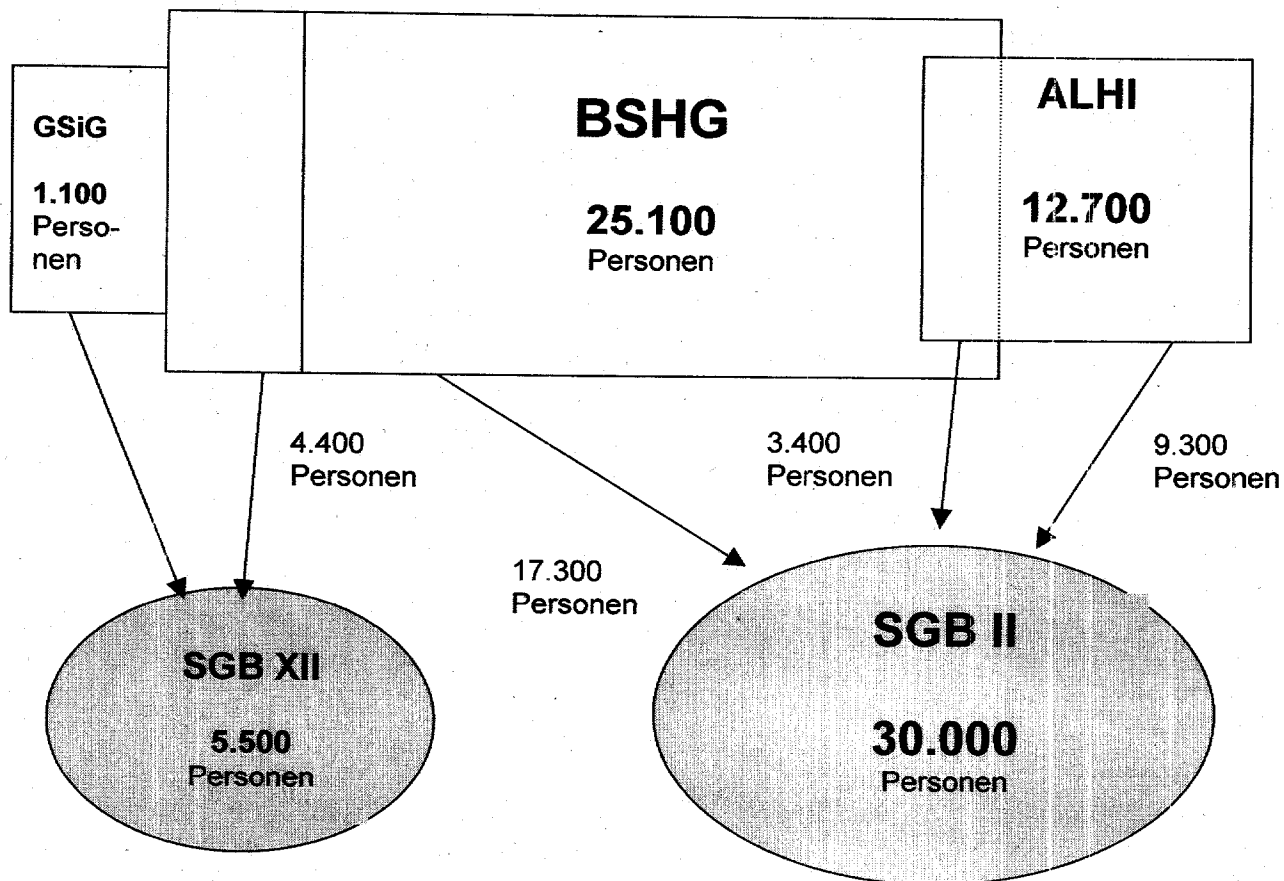 GSiG
1.100
Perso-
nen
BSHG
25.100
Personen
ALHI
12.700
Personen
4.400
Personen
17.300
Personen
3.400
Personen
9.300
Personen
SGB XII
5.500
Personen
SGB II
30.000
Personen